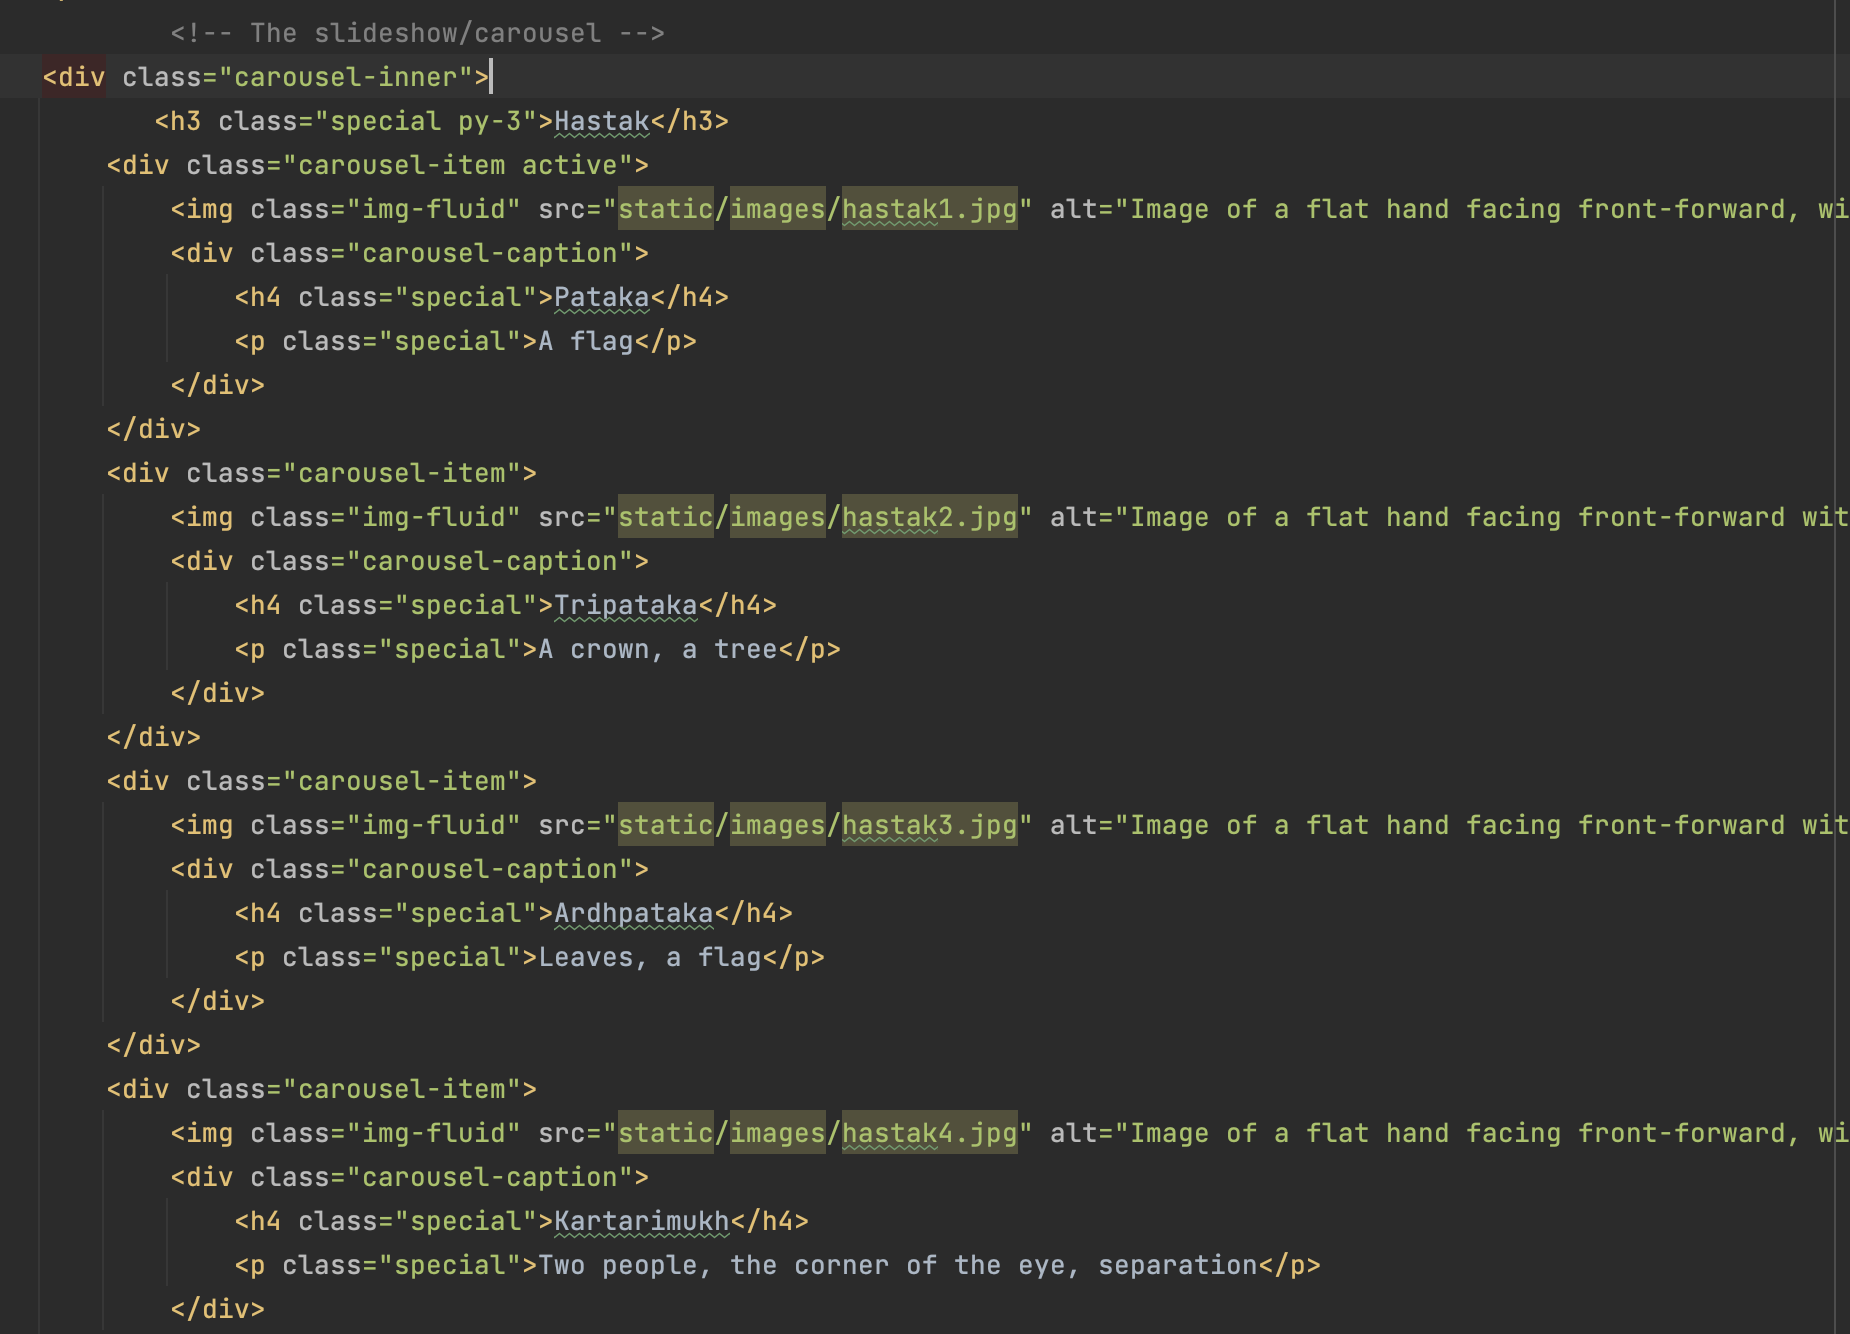 <!-- The slideshow/carousel -->
<div class="carousel-inner">
<h3 class="special py-3">Hastak</h3>
<div class="carousel-item active">
<img class="img-fluid" src="static/images/hastak1.jpg" alt="Image of a flat hand facing front-forward, wi
<div class="carousel-caption">
<h4 class="special">Pataka</h4>
<p class="special">A flag</p>
</div>
</div>
<div class="carousel-item">
<img class="img-fluid" src="static/images/hastak2.jpg" alt="Image of a flat hand facing front-forward wit
<div class="carousel-caption">
<h4 class="special">Tripataka</h4>
<p class="special">A crown, a tree</p>
</div>
</div>
<div class="carousel-item">
<img class="img-fluid" src="static/images/hastak3.jpg" alt="Image of a flat hand facing front-forward wit
<div class="carousel-caption">
<h4 class="special">Ardhpataka</h4>
<p class="special">Leaves, a flag</p>
</div>
</div>
<div class="carousel-item">
<img class="img-fluid" src="static/images/hastak4.jpg" alt="Image of a flat hand facing front-forward, wi
<div class="carousel-caption">
<h4 class="special">Kartarimukh</h4>
<p class="special">Two people, the corner of the eye, separation</p>
</div>